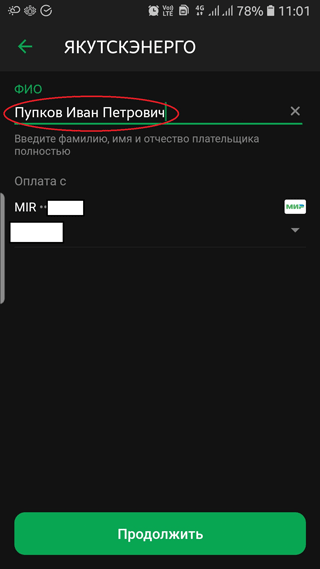 Vo))
LTE
4G
78%
11:01
ЯКУТСКЭНЕРГО
ФИО
Пупков Иван Петрович
Введите фамилию, имя и отчество плательщика
полностью
Оплата с
MIR ··
МИР
Продолжить